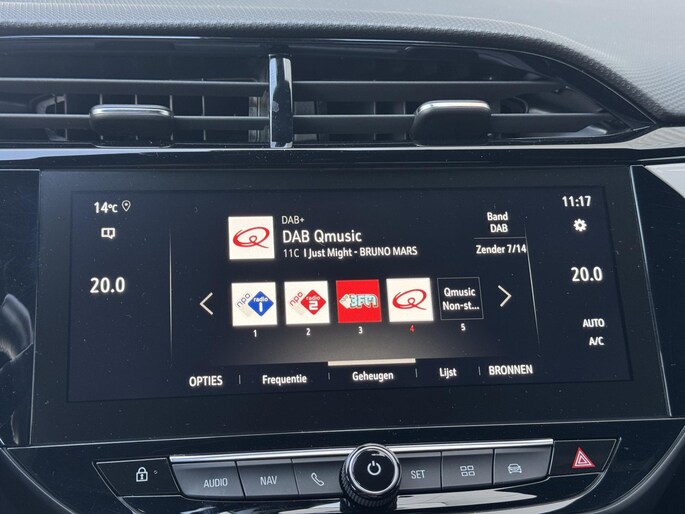 14°C
11:17
DAB+
DAB Qmusic
11C I Just Might - BRUNO MARS
Band
DAB
Zender 7/14
20.0
20.0
npo radio 1
npo radio 2
3FM
Qmusic
Non-st...
1
2
3
4
5
AUTO
A/C
OPTIES
Frequentie
Geheugen
Lijst
BRONNEN
AUDIO
NAV
SET